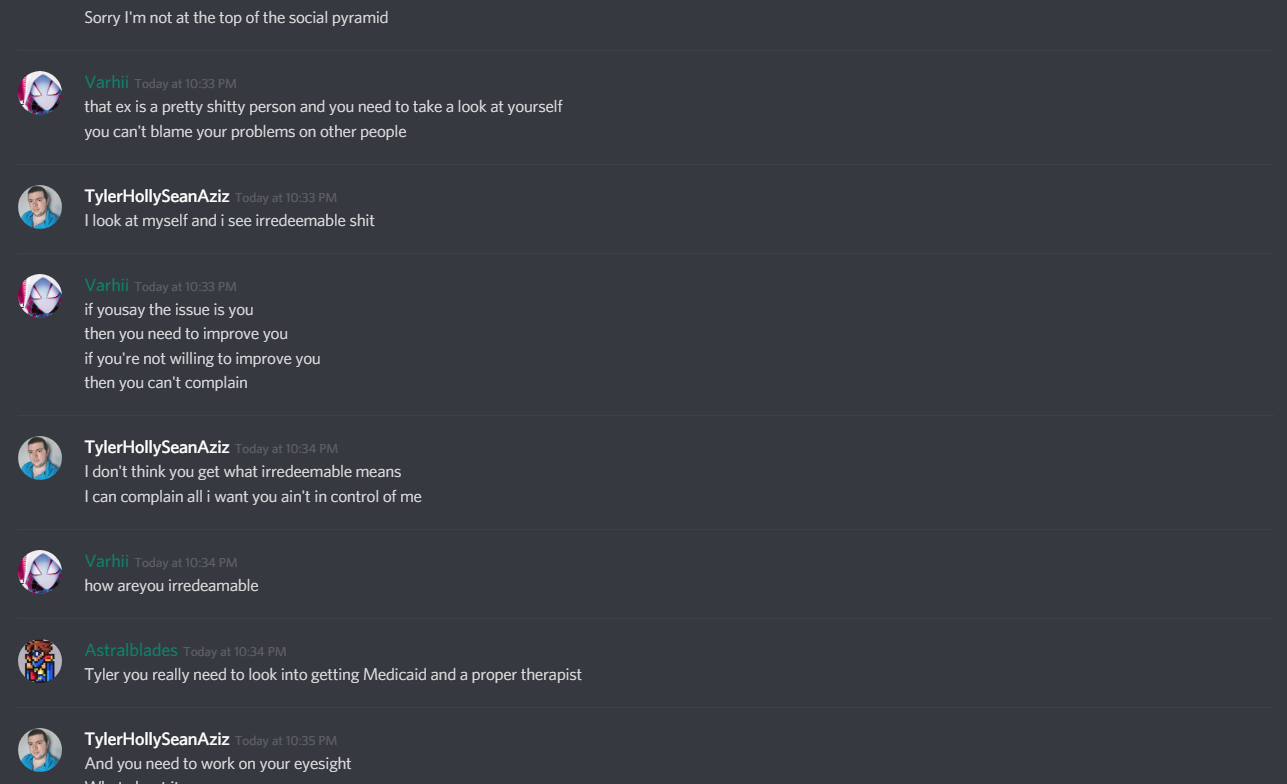 Sorry I'm not at the top of the social pyramid
Varhii Today at 10:33 PM
that ex is a pretty shitty person and you need to take a look at yourself
you can't blame your problems on other people
TylerHollySeanAziz Today at 10:33 PM
I look at myself and i see irredeemable shit
Varhii Today at 10:33 PM
if yousay the issue is you
then you need to improve you
if you're not willing to improve you
then you can't complain
TylerHollySeanAziz Today at 10:34 PM
I don't think you get what irredeemable means
I can complain all i want you ain't in control of me
Varhii Today at 10:34 PM
how areyou irredeamable
Astralblades Today at 10:34 PM
Tyler you really need to look into getting Medicaid and a proper therapist
TylerHollySeanAziz Today at 10:35 PM
And you need to work on your eyesight